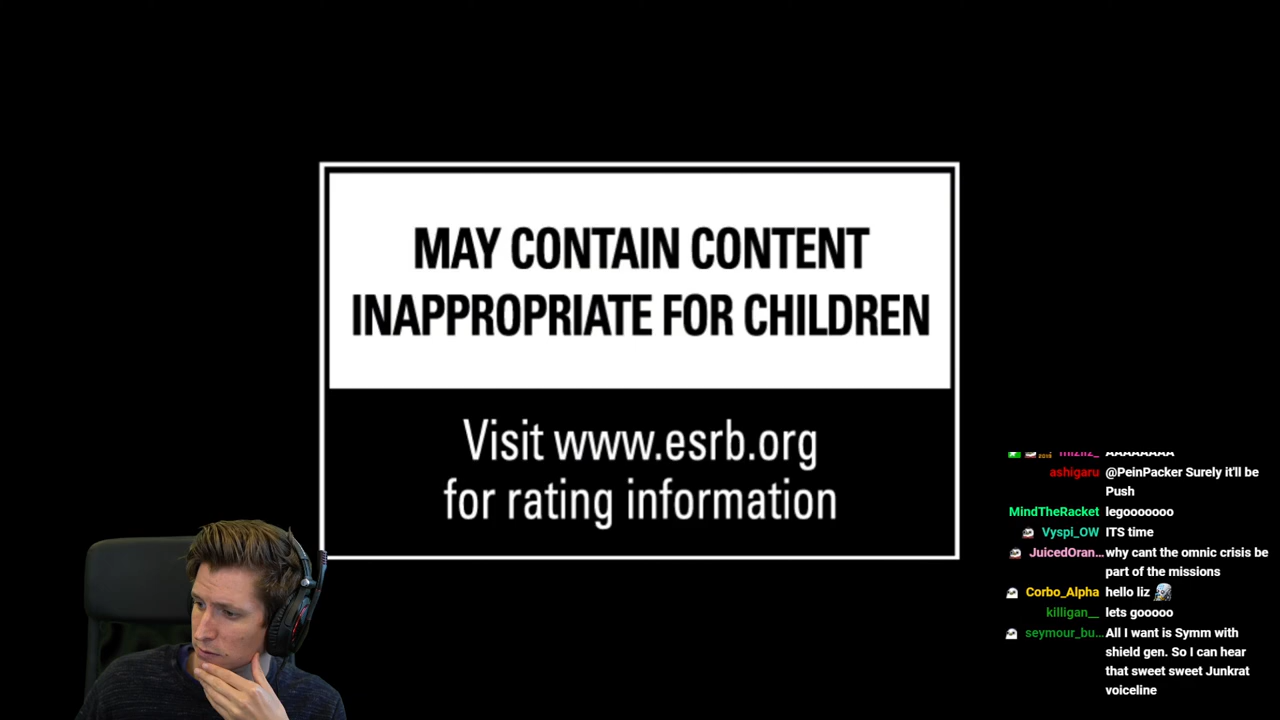 MAY CONTAIN CONTENT
INAPPROPRIATE FOR CHILDREN
Visit www.esrb.org
for rating information
ashigaru @PeinPacker Surely it'll be
Push
MindTheRacket legooooooo
Vyspi_OW ITS time
JuicedOran... why cant the omnic crisis be
part of the missions
Corbo_Alpha hello liz
killigan__ lets gooooo
seymour_bu... All I want is Symm with
shield gen. So I can hear
that sweet sweet Junkrat
voiceline